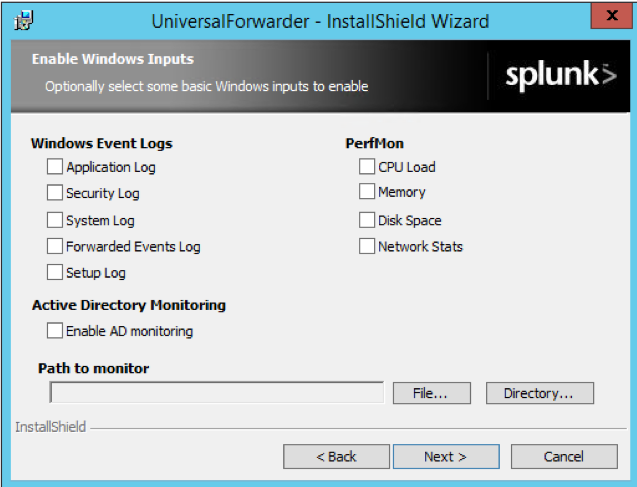 UniversalForwarder - InstallShield Wizard
x
Enable Windows Inputs
Optionally select some basic Windows inputs to enable
splunk>
Windows Event Logs
Application Log
Security Log
System Log
Forwarded Events Log
Setup Log
PerfMon
CPU Load
Memory
Disk Space
Network Stats
Active Directory Monitoring
Enable AD monitoring
Path to monitor
File... Directory...
InstallShield
< Back Next > Cancel